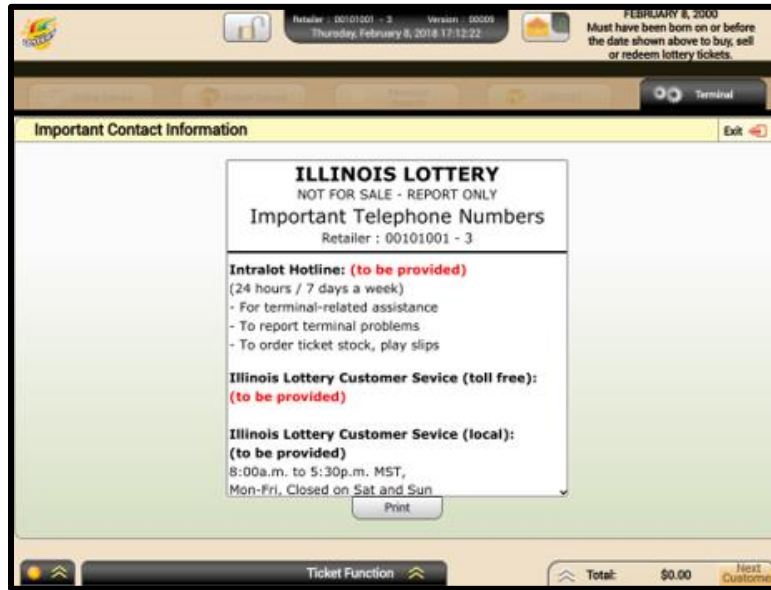 Retailer : 00101001 - 3 Version : 00009
Thursday, February 8, 2018 17:12:22
FEBRUARY 8, 2000
Must have been born on or before
the date shown above to buy, sell
or redeem lottery tickets.
Terminal
Important Contact Information
Exit
ILLINOIS LOTTERY
NOT FOR SALE - REPORT ONLY
Important Telephone Numbers
Retailer : 00101001 - 3
Intralot Hotline: (to be provided)
(24 hours / 7 days a week)
- For terminal-related assistance
- To report terminal problems
- To order ticket stock, play slips
Illinois Lottery Customer Sevice (toll free):
(to be provided)
Illinois Lottery Customer Sevice (local):
(to be provided)
8:00a.m. to 5:30p.m. MST,
Mon-Fri, Closed on Sat and Sun
Print
Ticket Function
Total: $0.00
Next
Custome